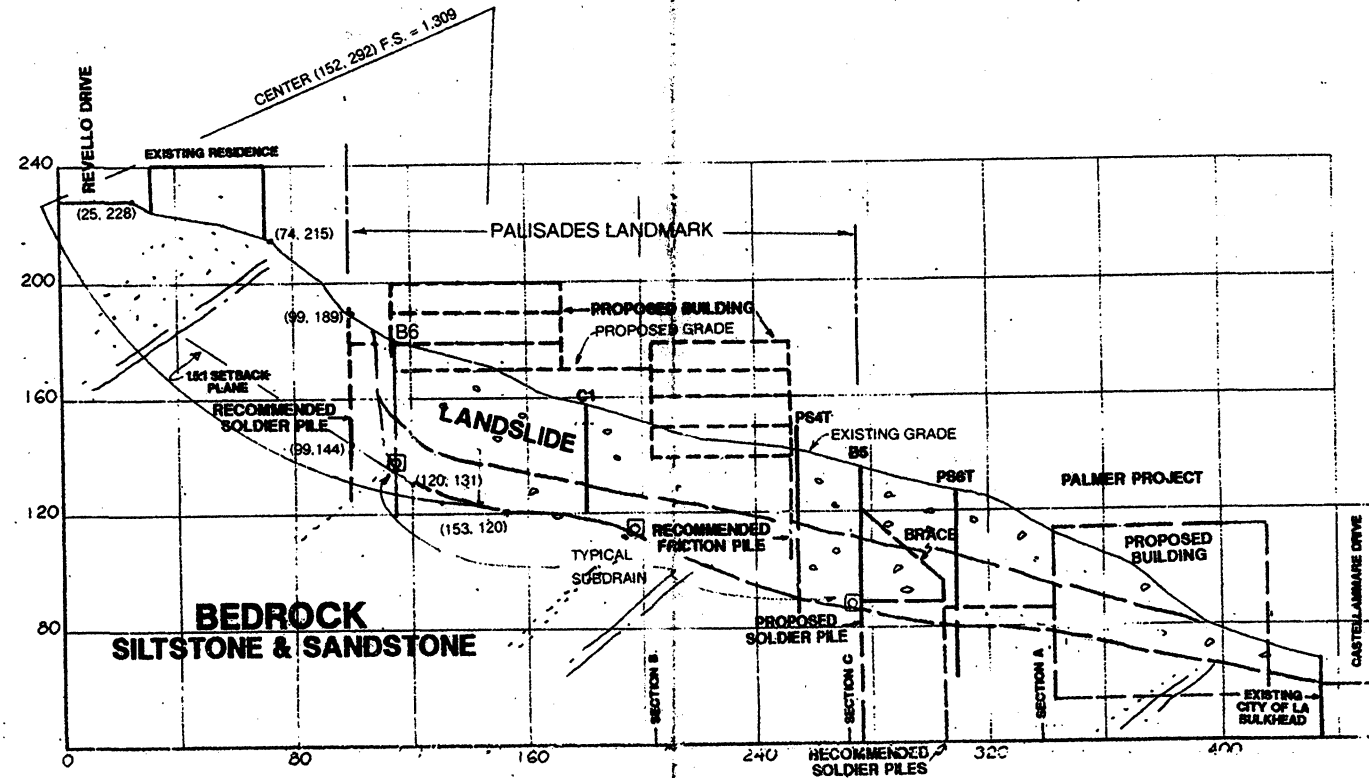 CENTER (152, 292) F.S. = 1.309
REVELLO DRIVE
EXISTING RESIDENCE
240
(25, 228)
(74, 215)
PALISADES LANDMARK
200
(99, 189)
B6
PROPOSED BUILDING
PROPOSED GRADE
1.5:1 SETBACK
PLANE
160
RECOMMENDED
SOLDIER PILE
C1
LANDSLIDE
PS4T
EXISTING GRADE
B5
(99.144)
(120, 131)
PS6T
PALMER PROJECT
120
(153. 120)
RECOMMENDED
FRICTION PILE
BRACE
PROPOSED
BUILDING
TYPICAL
SUBDRAIN
BEDROCK
SILTSTONE & SANDSTONE
80
PROPOSED
SOLDIER PILE
CASTELLAMMARE DRIVE
SECTION B
SECTION C
SECTION A
EXISTING
CITY OF LA
BULKHEAD
0
80
160
240
320
400
RECOMMENDED
SOLDIER PILES